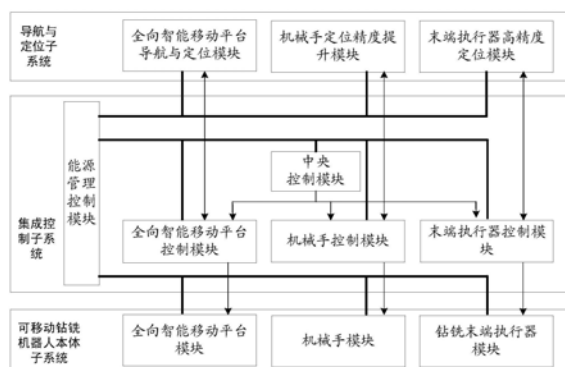 导航与
定位子
系统
全向智能移动平台
导航与定位模块
机械手定位精度提
升模块
末端执行器高精度
定位模块
集成控
制子系
统
能源
管理
控制
模块
中央
控制模块
全向智能移动平台
控制模块
机械手控制模块
末端执行器控制模
块
可移动钻铣
机器人本体
子系统
全向智能移动平台
模块
机械手模块
钻铣末端执行器
模块